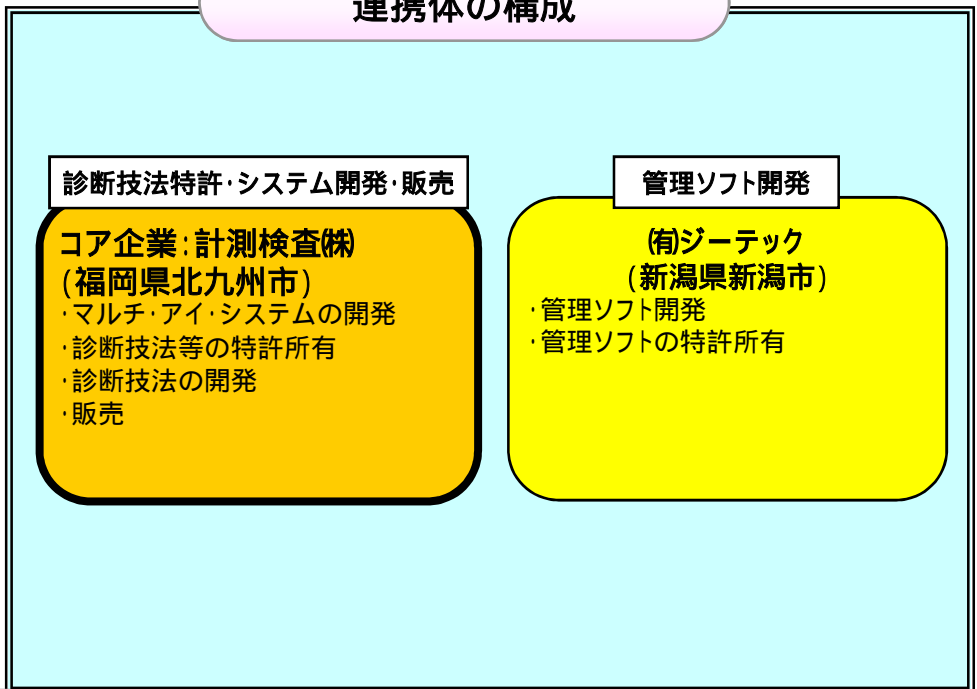 連携体の構成
診断技法特許･システム開発･販売
コア企業:計測検査㈱
(福岡県北九州市)
･マルチ･アイ･システムの開発
･診断技法等の特許所有
･診断技法の開発
･販売
管理ソフト開発
㈲ジーテック
(新潟県新潟市)
･管理ソフト開発
･管理ソフトの特許所有